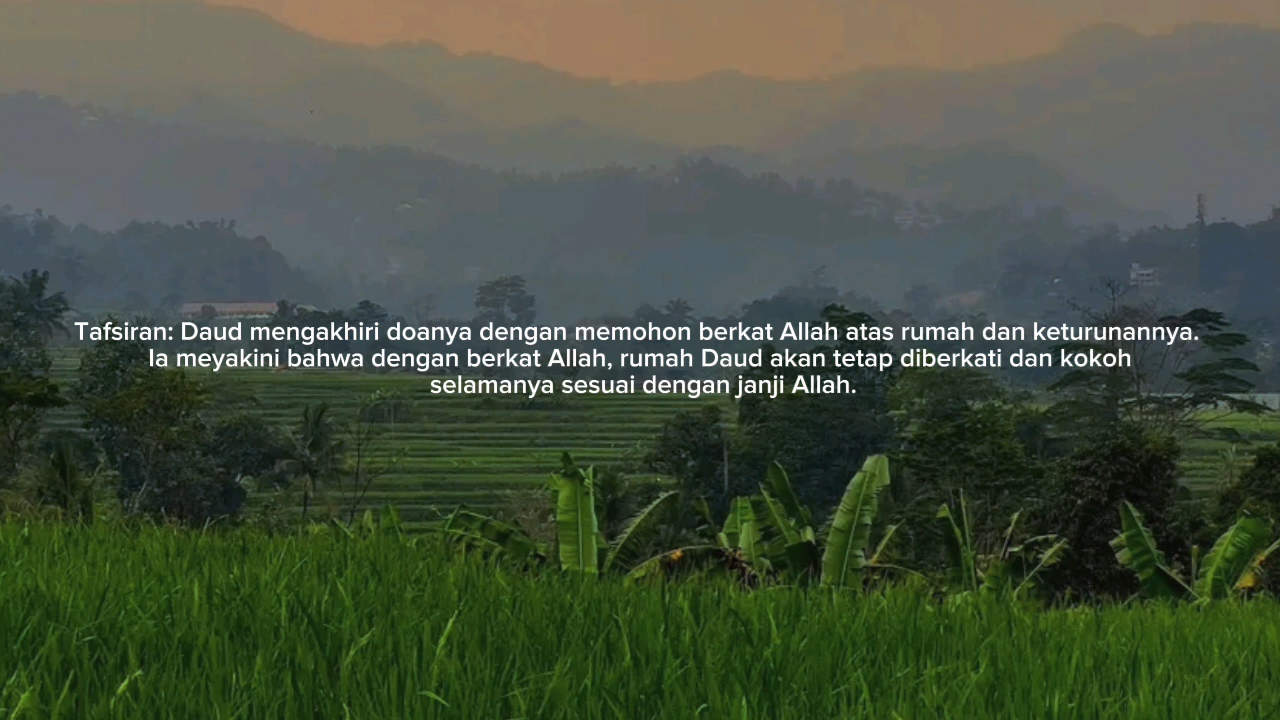 Tafsiran: Daud mengakhiri doanya dengan memohon berkat Allah atas rumah dan keturunannya.
Ia meyakini bahwa dengan berkat Allah, rumah Daud akan tetap diberkati dan kokoh
selamanya sesuai dengan janji Allah.